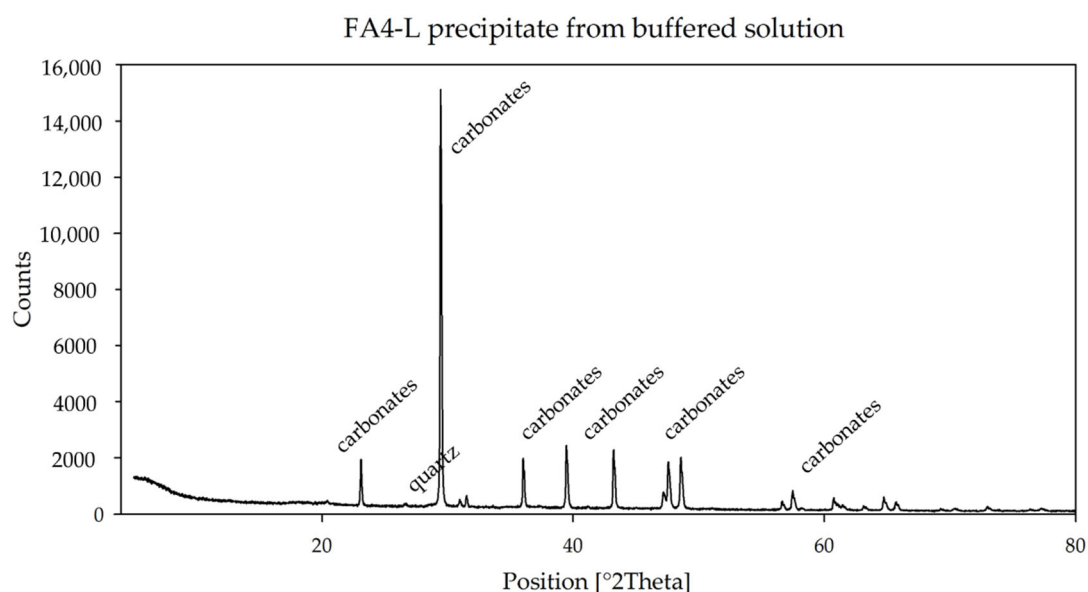 FA4-L precipitate from buffered solution
16,000
14,000
12,000
10,000
8000
6000
4000
2000
0
Counts
carbonates
carbonates
quartz
carbonates
carbonates
carbonates
carbonates
20
40
60
80
Position [°2Theta]